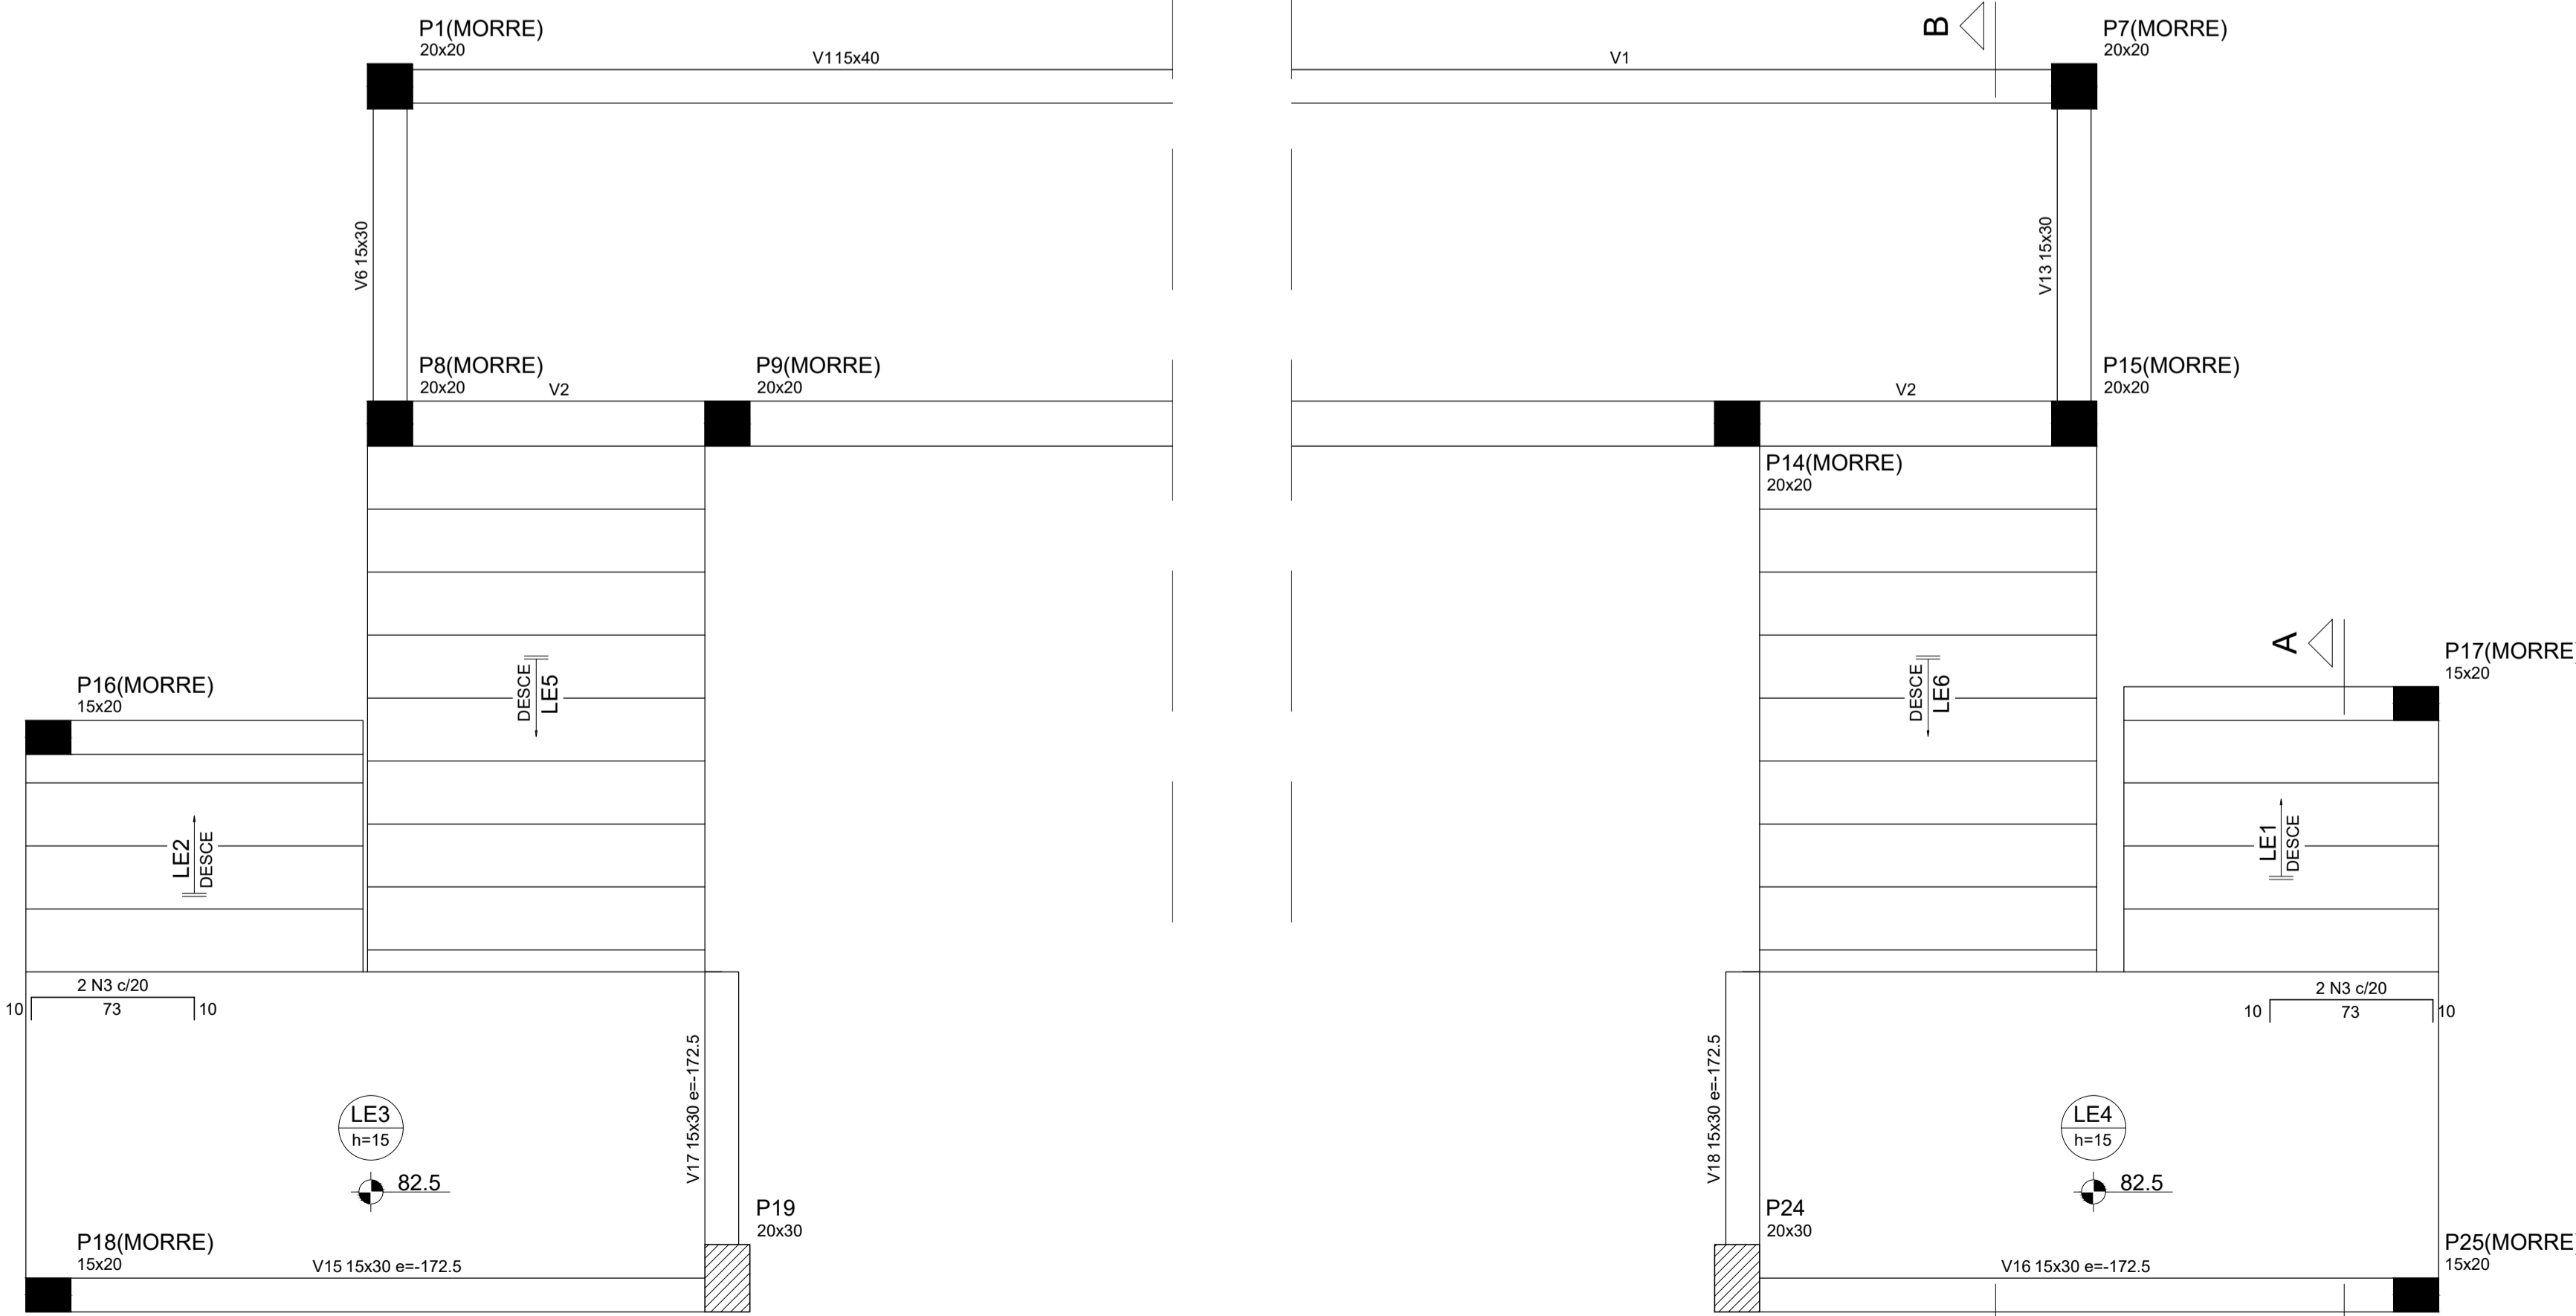 P1(MORRE)
20x20
V115x40
V1
B
P7(MORRE)
20x20
V6 15x30
V13 15x30
P8(MORRE)
20x20
V2
P9(MORRE)
20x20
V2
P15(MORRE)
20x20
P14(MORRE)
20x20
DESCE
LE5
DESCE
LE6
A
P17(MORRE
15x20
P16(MORRE)
15x20
LE2
DESCE
LE1
DESCE
2 N3 c/20
10
73
10
2 N3 c/20
10
73
10
V17 15x30 e=-172.5
V18 15x30 e=-172.5
LE3
h=15
82.5
LE4
h=15
82.5
P19
20x30
P24
20x30
P18(MORRE)
15x20
V15 15x30 e=-172.5
V16 15x30 e=-172.5
P25(MORRE
15x20